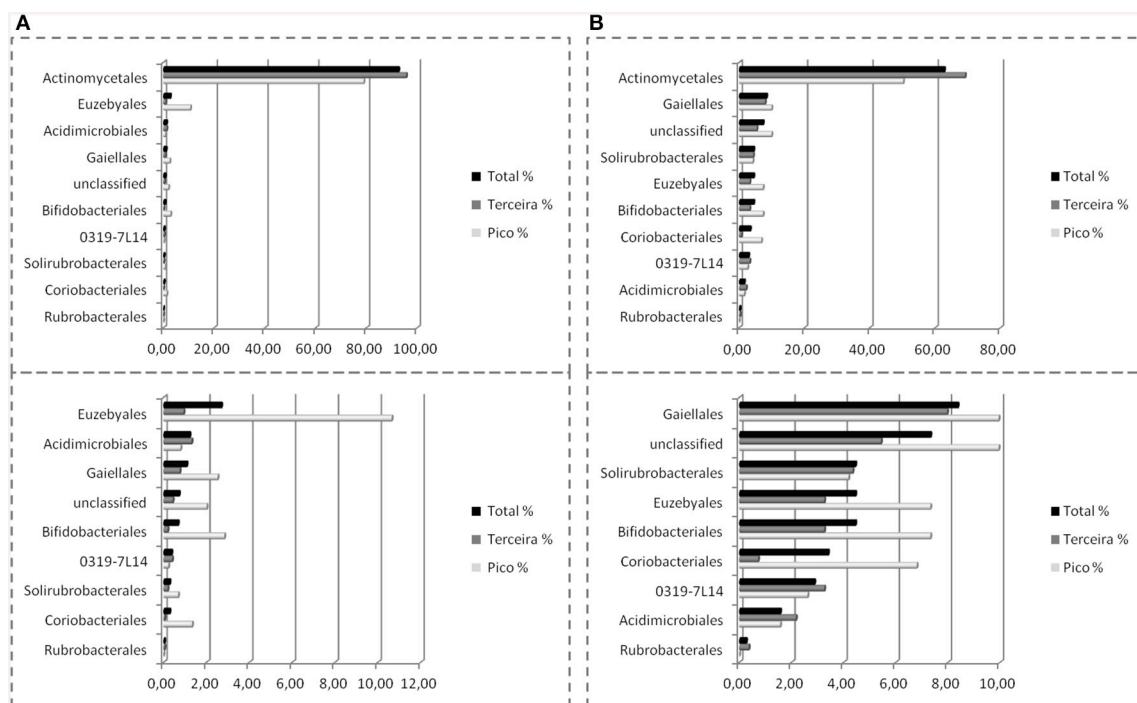 A
Actinomycetales
Euzebyales
Acidimicrobiales
Gaiellales
unclassified
Bifidobacteriales
0319-7L14
Solirubrobacterales
Coriobacteriales
Rubrobacterales
0,00 20,00 40,00 60,00 80,00 100,00
Total %
Terceira %
Pico %
Euzebyales
Acidimicrobiales
Gaiellales
unclassified
Bifidobacteriales
0319-7L14
Solirubrobacterales
Coriobacteriales
Rubrobacterales
0,00 2,00 4,00 6,00 8,00 10,00 12,00
Total %
Terceira %
Pico %
B
Actinomycetales
Gaiellales
unclassified
Solirubrobacterales
Euzebyales
Bifidobacteriales
Coriobacteriales
0319-7L14
Acidimicrobiales
Rubrobacterales
0,00 20,00 40,00 60,00 80,00
Total %
Terceira %
Pico %
Gaiellales
unclassified
Solirubrobacterales
Euzebyales
Bifidobacteriales
Coriobacteriales
0319-7L14
Acidimicrobiales
Rubrobacterales
0,00 2,00 4,00 6,00 8,00 10,00
Total %
Terceira %
Pico %